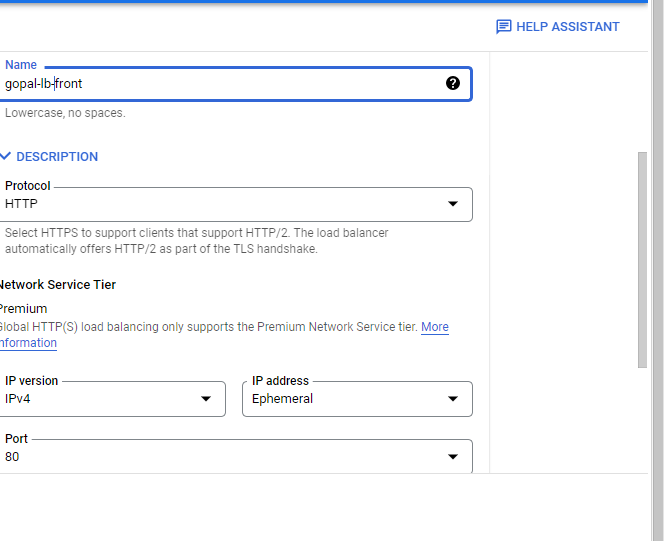 HELP ASSISTANT
Name
gopal-lb-front
Lowercase, no spaces.
DESCRIPTION
Protocol
HTTP
Select HTTPS to support clients that support HTTP/2. The load balancer
automatically offers HTTP/2 as part of the TLS handshake.
Network Service Tier
Premium
Global HTTP(S) load balancing only supports the Premium Network Service tier. More
information
IP version
IPv4
IP address
Ephemeral
Port
80